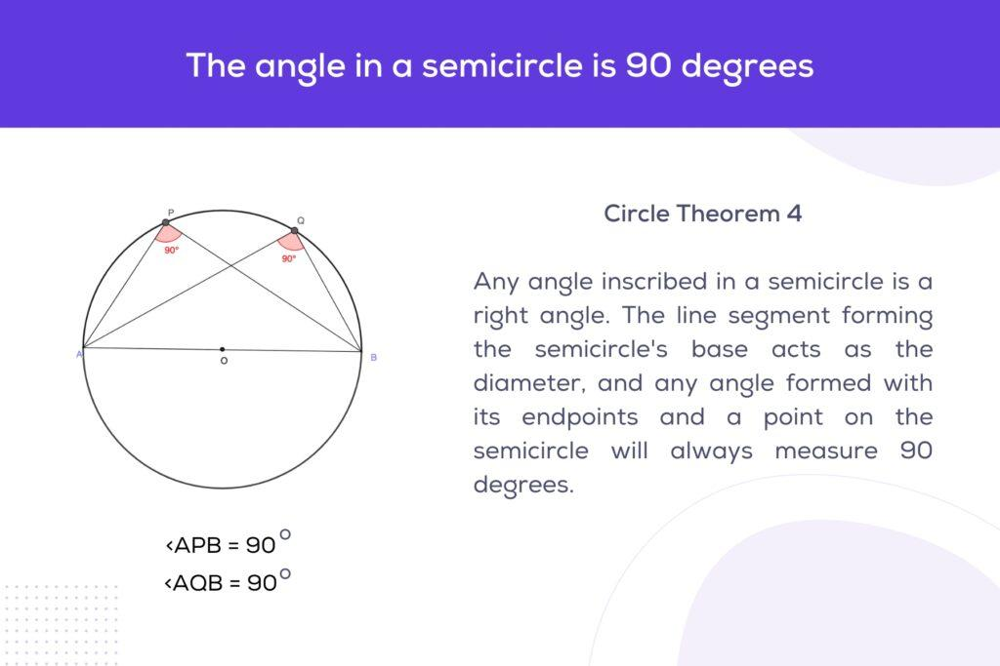 The angle in a semicircle is 90 degrees
P
Q
90°
90°
A
O
B
<APB = 90°
<AQB = 90°
Circle Theorem 4
Any angle inscribed in a semicircle is a
right angle. The line segment forming
the semicircle's base acts as the
diameter, and any angle formed with
its endpoints and a point on the
semicircle will always measure 90
degrees.